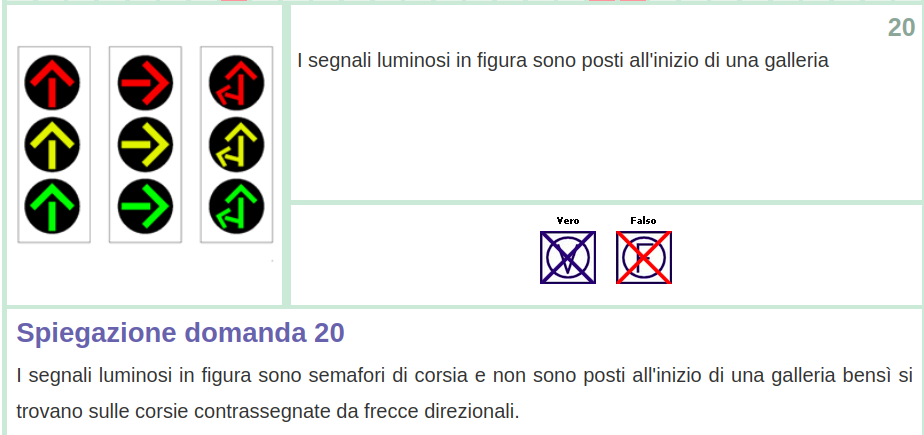 20
I segnali luminosi in figura sono posti all'inizio di una galleria
Vero Falso
V F
Spiegazione domanda 20
I segnali luminosi in figura sono semafori di corsia e non sono posti all'inizio di una galleria bensì si
trovano sulle corsie contrassegnate da frecce direzionali.